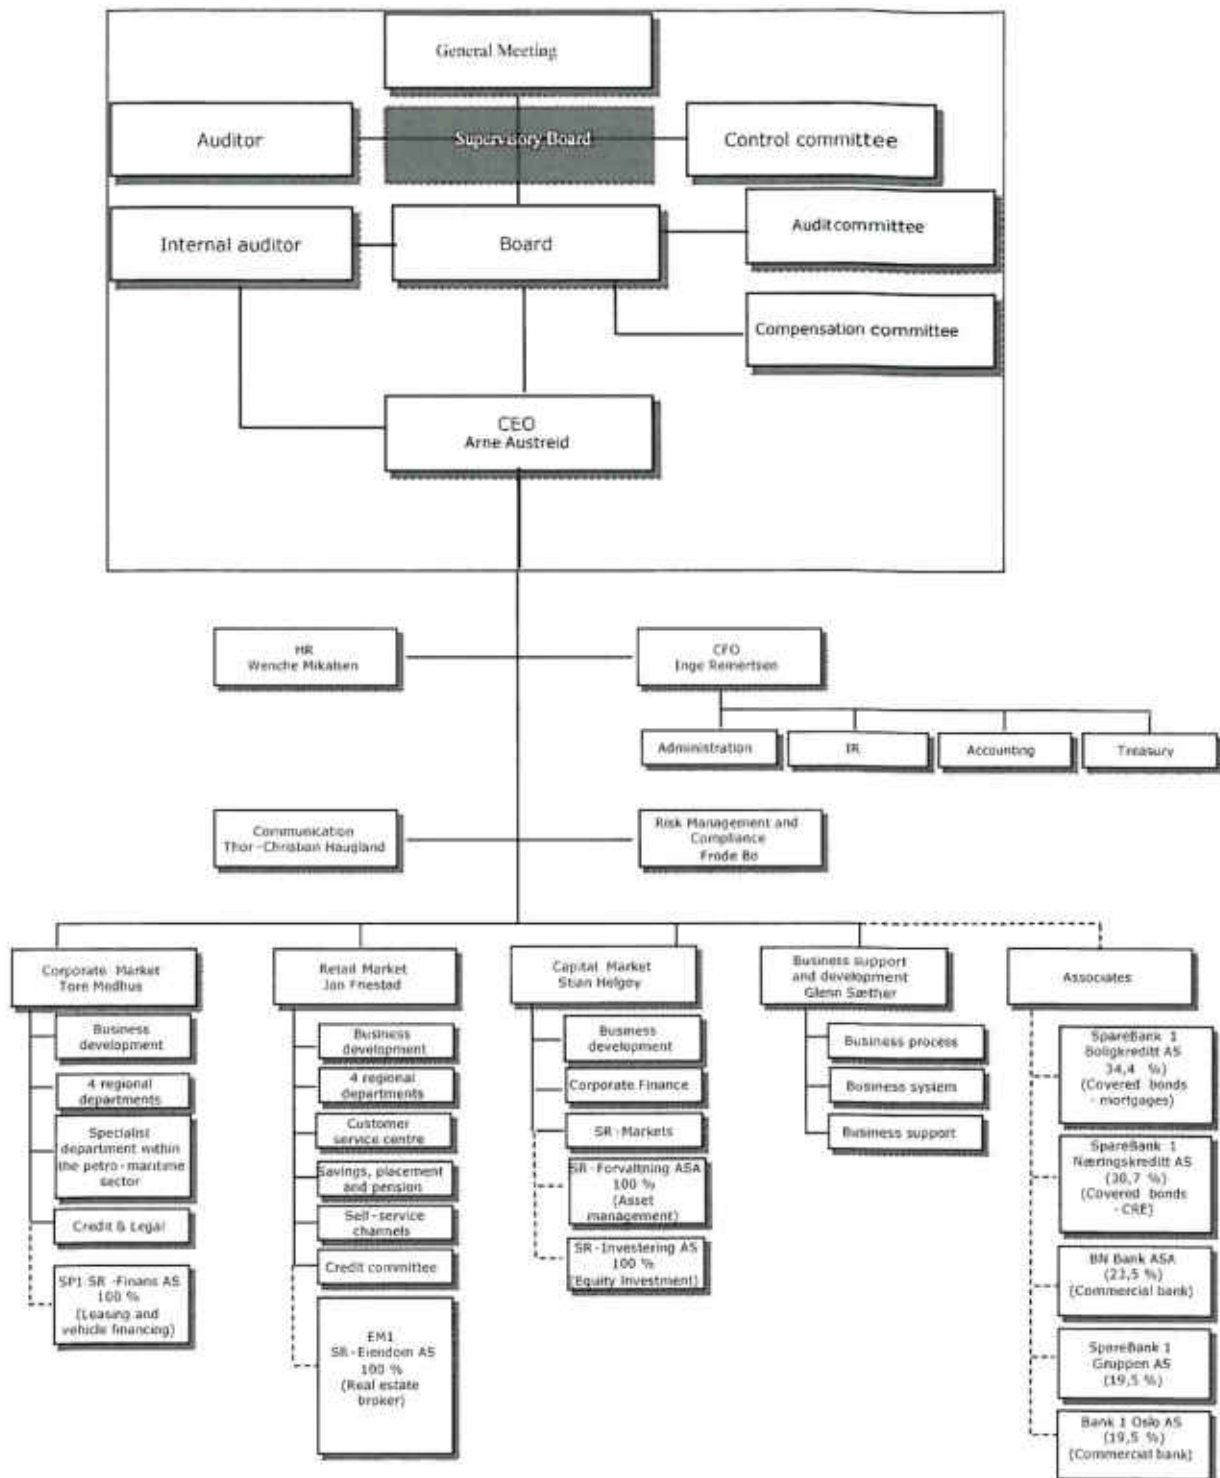 General Meeting
Auditor
Supervisory Board
Control committee
Internal auditor
Board
Auditcommittee
Compensation committee
CEO
Arne Austreid
HR
Wenche Mikalsen
CFO
Inge Reinertsen
Administration
IR
Accounting
Treasury
Communication
Thor-Christian Haugland
Risk Management and
Compliance
Frode Bo
Corporate Market
Tore Medhus
Business
development
4 regional
departments
Specialist
department within
the petro-maritime
sector
Credit & Legal
SP1 SR-Finans AS
100 %
(Leasing and
vehicle financing)
Retail Market
Jan Friestad
Business
development
4 regional
departments
Customer
service centre
Savings, placement
and pension
Self-service
channels
Credit committee
EM1
SR-Eiendom AS
100 %
(Real estate
broker)
Capital Market
Stian Helgøy
Business
development
Corporate Finance
SR-Markets
SR-Forvaltning ASA
100 %
(Asset
management)
SR-Investering AS
100 %
(Equity Investment)
Business support
and development
Glenn Sæther
Business process
Business system
Business support
Associates
SpareBank 1
Boligkreditt AS
34,4 %)
(Covered bonds
-mortgages)
SpareBank 1
Næringskreditt AS
(30,7 %)
(Covered bonds
-CRE)
BN Bank ASA
(23,5 %)
(Commercial bank)
SpareBank 1
Gruppen AS
(19,5 %)
Bank 1 Oslo AS
(19,5 %)
(Commercial bank)